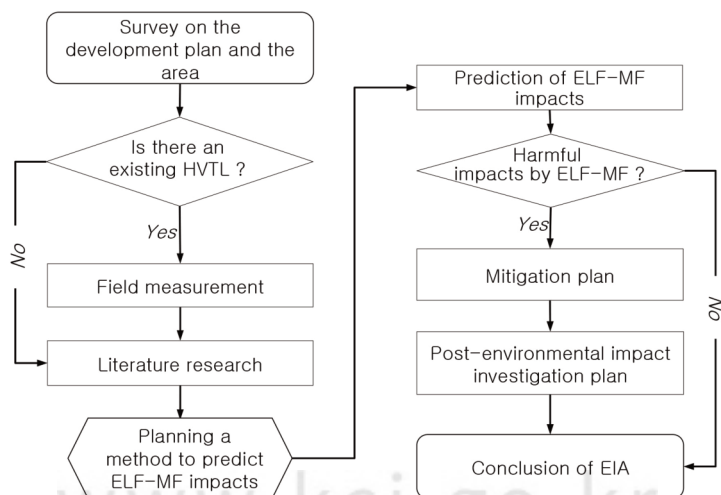 Survey on the
development plan and the
area
Is there an
existing HVTL ?
Yes
No
Field measurement
Literature research
Planning a
method to predict
ELF-MF impacts
Prediction of ELF-MF
impacts
Harmful
impacts by ELF-MF ?
Yes
No
Mitigation plan
Post-environmental impact
investigation plan
Conclusion of EIA